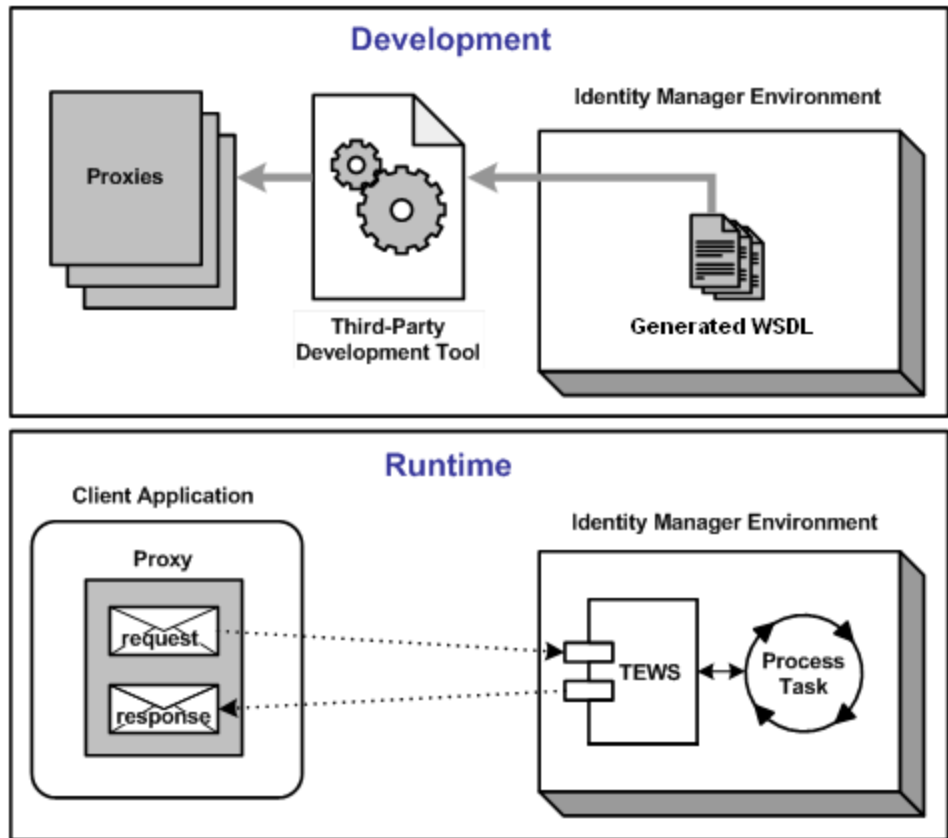 Development
Identity Manager Environment
Proxies
Third-Party
Development Tool
Generated WSDL
Runtime
Client Application
Identity Manager Environment
Proxy
request
response
TEWS
Process
Task